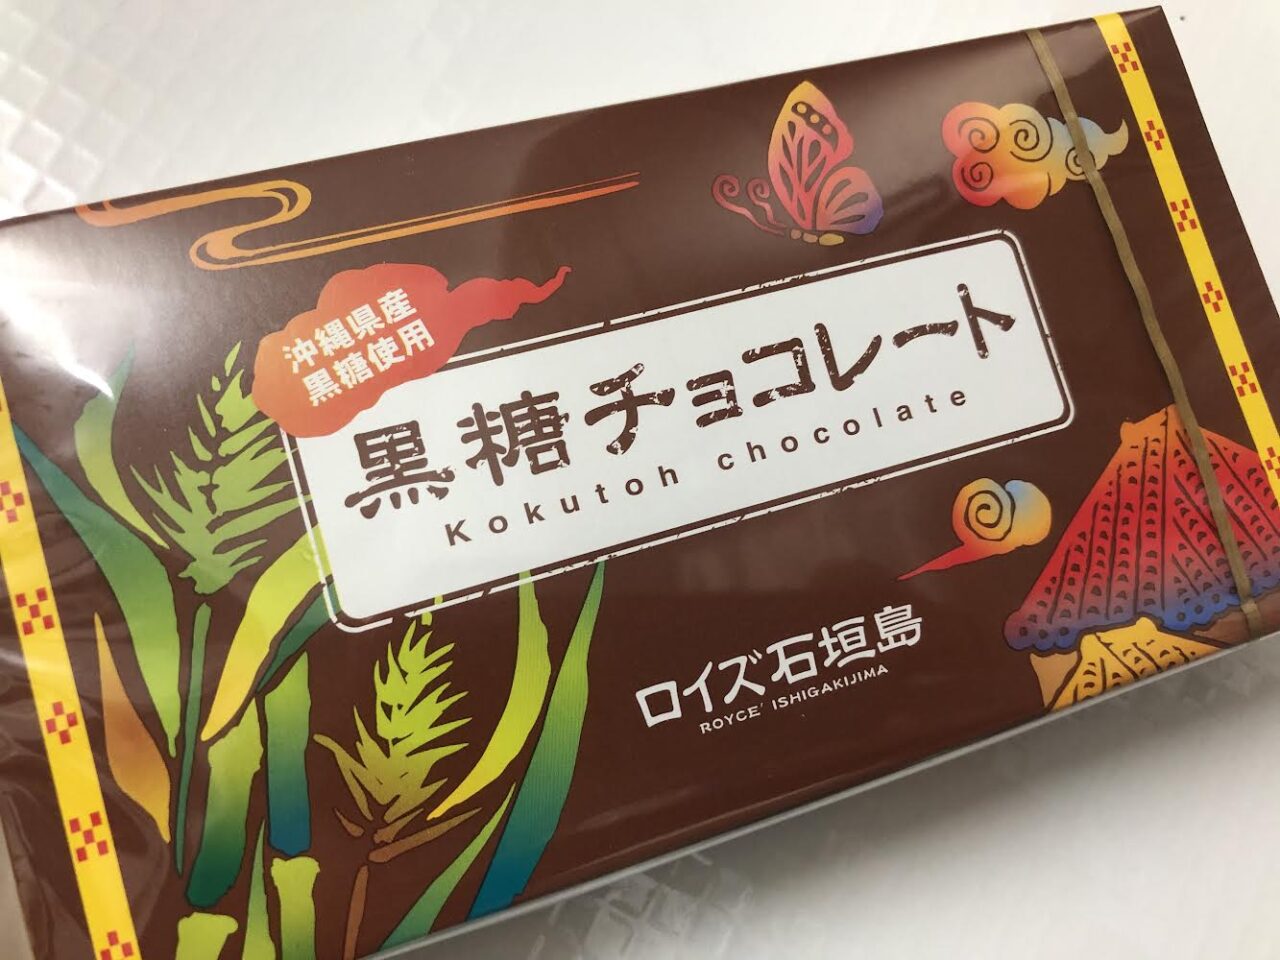 沖縄県産
黒糖使用
黒糖チョコレート
Kokutoh chocolate
ロイズ石垣島
ROYCE' ISHIGAKIJIMA